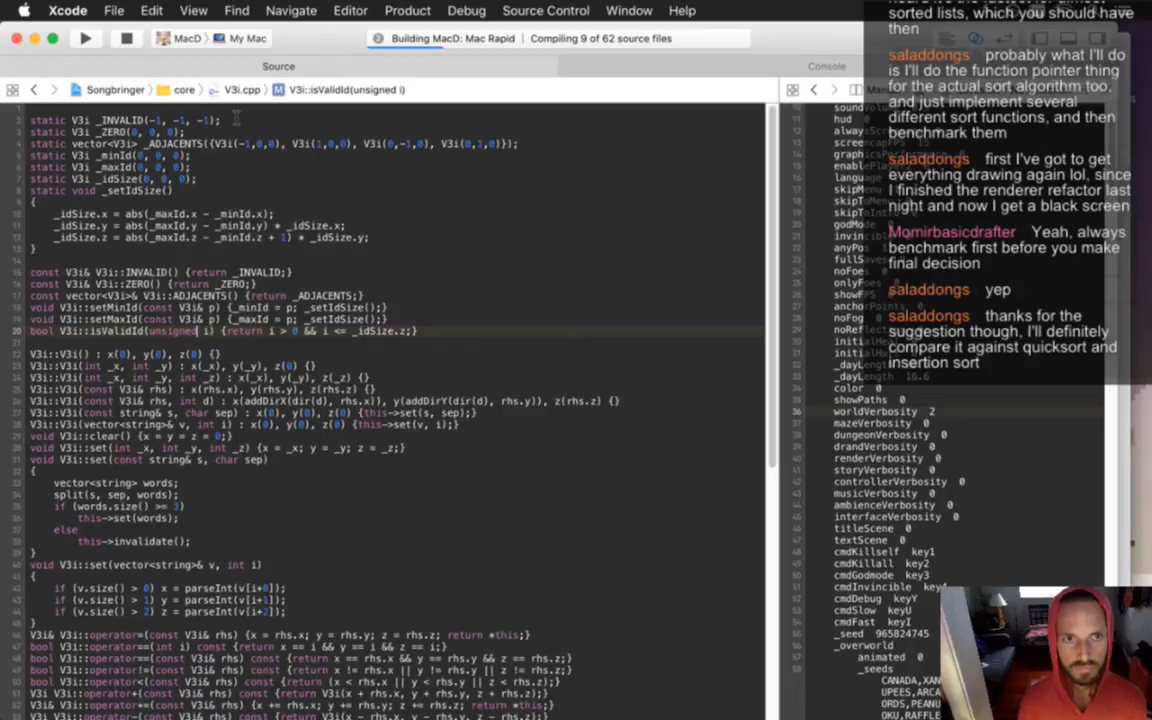 Xcode File Edit View Find Navigate Editor Product Debug Source Control Window Help
MacD My Mac
Building MacD: Mac Rapid Compiling 9 of 62 source files
Source
Console
Songbringer core V3i.cpp M V3i::isValidId(unsigned i)
static V3i _INVALID(-1, -1, -1);
static V3i _ZERO(0, 0, 0);
static vector<V3i> _ADJACENTS({V3i(-1,0,0), V3i(1,0,0), V3i(0,-1,0), V3i(0,1,0)});
static V3i _minId(0, 0, 0);
static V3i _maxId(0, 0, 0);
static V3i _idSize(0, 0, 0);
static void _setIdSize()
{
_idSize.x = abs(_maxId.x - _minId.x);
_idSize.y = abs(_maxId.y - _minId.y) * _idSize.x;
_idSize.z = abs(_maxId.z - _minId.z + 1) * _idSize.y;
}
const V3i& V3i::INVALID() {return _INVALID;}
const V3i& V3i::ZERO() {return _ZERO;}
const vector<V3i>& V3i::ADJACENTS() {return _ADJACENTS;}
void V3i::setMinId(const V3i& p) {_minId = p; _setIdSize();}
void V3i::setMaxId(const V3i& p) {_maxId = p; _setIdSize();}
bool V3i::isValidId(unsigned i) {return i > 0 && i <= _idSize.z;}
V3i::V3i() : x(0), y(0), z(0) {}
V3i::V3i(int _x, int _y) : x(_x), y(_y), z(0) {}
V3i::V3i(int _x, int _y, int _z) : x(_x), y(_y), z(_z) {}
V3i::V3i(const V3i& rhs) : x(rhs.x), y(rhs.y), z(rhs.z) {}
V3i::V3i(const V3i& rhs, int d) : x(addDirX(dir(d), rhs.x)), y(addDirY(dir(d), rhs.y)), z(rhs.z) {}
V3i::V3i(const string& s, char sep) : x(0), y(0), z(0) {this->set(s, sep);}
V3i::V3i(vector<string>& v, int i) : x(0), y(0), z(0) {this->set(v, i);}
void V3i::clear() {x = y = z = 0;}
void V3i::set(int _x, int _y, int _z) {x = _x; y = _y; z = _z;}
void V3i::set(const string& s, char sep)
{
vector<string> words;
split(s, sep, words);
if (words.size() >= 3)
this->set(words);
else
this->invalidate();
}
void V3i::set(vector<string>& v, int i)
{
if (v.size() > 0) x = parseInt(v[i+0]);
if (v.size() > 1) y = parseInt(v[i+1]);
if (v.size() > 2) z = parseInt(v[i+2]);
}
V3i& V3i::operator=(const V3i& rhs) {x = rhs.x; y = rhs.y; z = rhs.z; return *this;}
bool V3i::operator==(int i) const {return x == i && y == i && z == i;}
bool V3i::operator==(const V3i& rhs) const {return x == rhs.x && y == rhs.y && z == rhs.z;}
bool V3i::operator!=(const V3i& rhs) const {return x != rhs.x || y != rhs.y || z != rhs.z;}
bool V3i::operator<(const V3i& rhs) const {return (x < rhs.x || y < rhs.y || z < rhs.z);}
V3i V3i::operator+(const V3i& rhs) const {return V3i(x + rhs.x, y + rhs.y, z + rhs.z);}
V3i& V3i::operator+=(const V3i& rhs) {x += rhs.x; y += rhs.y; z += rhs.z; return *this;}
V3i V3i::operator-(const V3i& rhs) const {return V3i(x - rhs.x, y - rhs.y, z - rhs.z);}
hud
color 0
showPaths 0
worldVerbosity 2
mazeVerbosity 0
dungeonVerbosity 0
drandVerbosity 0
renderVerbosity 0
storyVerbosity 0
controllerVerbosity 0
musicVerbosity 0
interfaceVerbosity 0
titleScene 0
textScene 0
cmdKillself key1
cmdKillall key2
cmdGodmode key3
cmdInvincible key4
cmdDebug keyY
cmdSlow keyU
cmdFast keyI
_seed 965824745
_overworld
animated 0
_seeds
CANADA,XAN
UPEES,ARCA
ORDS,PEANU
OKU,RAFFLE
sorted lists, which you should have
then
saladdongs probably what I'll do
is I'll do the function pointer thing
for the actual sort algorithm too,
and just implement several
different sort functions, and then
benchmark them
saladdongs first I've got to get
everything drawing again lol, since
I finished the renderer refactor last
night and now I get a black screen
Momirbasicdrafter Yeah, always
benchmark first before you make
final decision
saladdongs yep
saladdongs thanks for the
suggestion though. I'll definitely
compare it against quicksort and
insertion sort